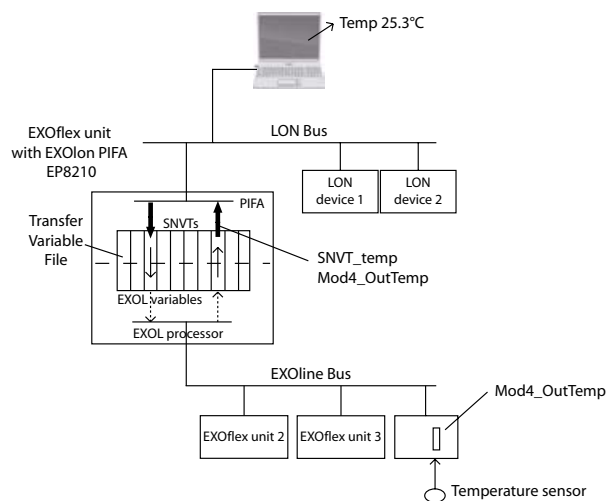 Temp 25.3°C
LON Bus
EXOflex unit
with EXOlon PIFA
EP8210
LON
device 1
LON
device 2
PIFA
SNVTs
Transfer
Variable
File
SNVT_temp
Mod4_OutTemp
EXOL variables
EXOL processor
EXOline Bus
EXOflex unit 2
EXOflex unit 3
Mod4_OutTemp
Temperature sensor